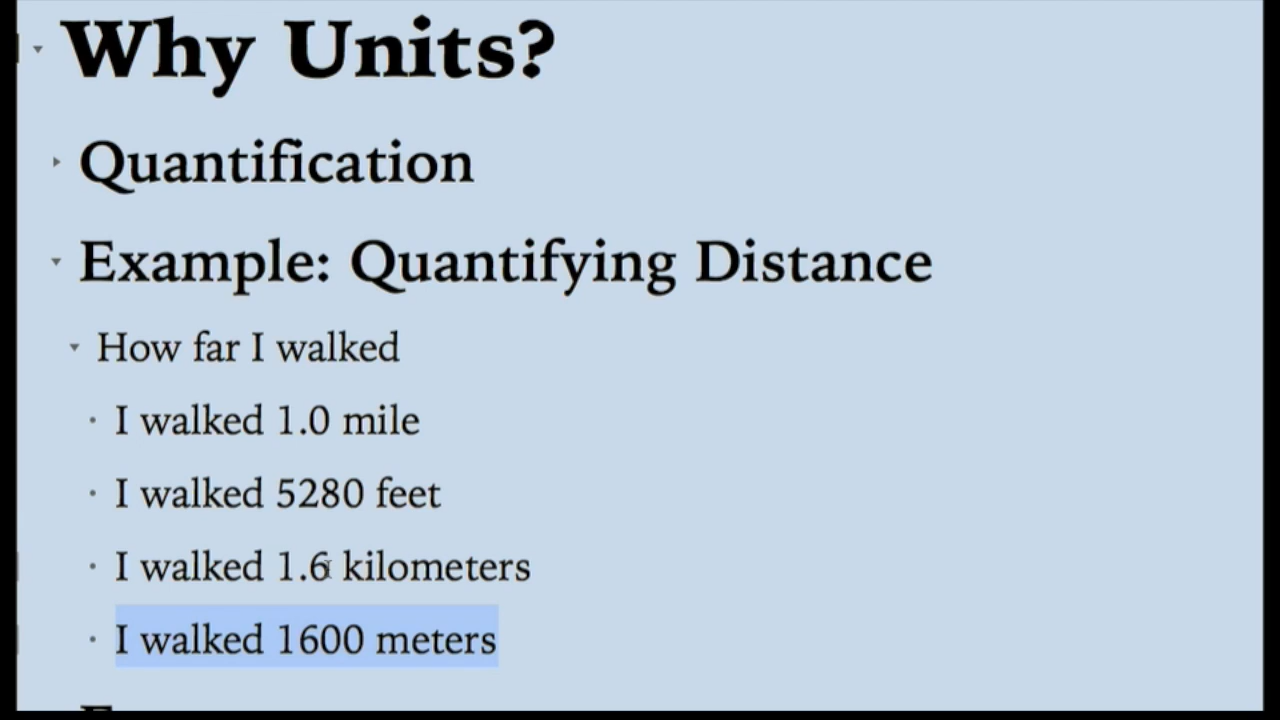 Why Units?
Quantification
Example: Quantifying Distance
How far I walked
I walked 1.0 mile
I walked 5280 feet
I walked 1.6 kilometers
I walked 1600 meters